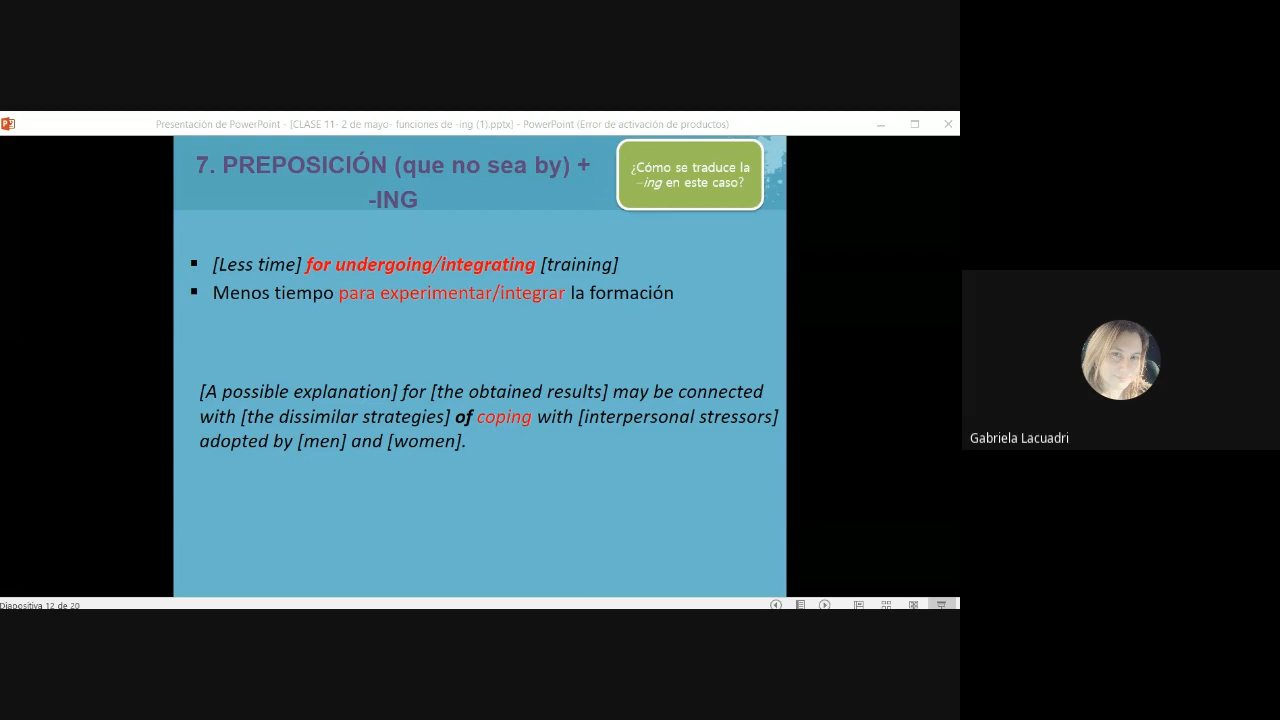 Presentación de PowerPoint - [CLASE 11- 2 de mayo- funciones de -ing (1).pptx] - PowerPoint (Error de activación de productos)
7. PREPOSICIÓN (que no sea by) +
-ING
¿Cómo se traduce la
–ing en este caso?
[Less time] for undergoing/integrating [training]
Menos tiempo para experimentar/integrar la formación
[A possible explanation] for [the obtained results] may be connected
with [the dissimilar strategies] of coping with [interpersonal stressors]
adopted by [men] and [women].
Gabriela Lacuadri
Diapositiva 12 de 20